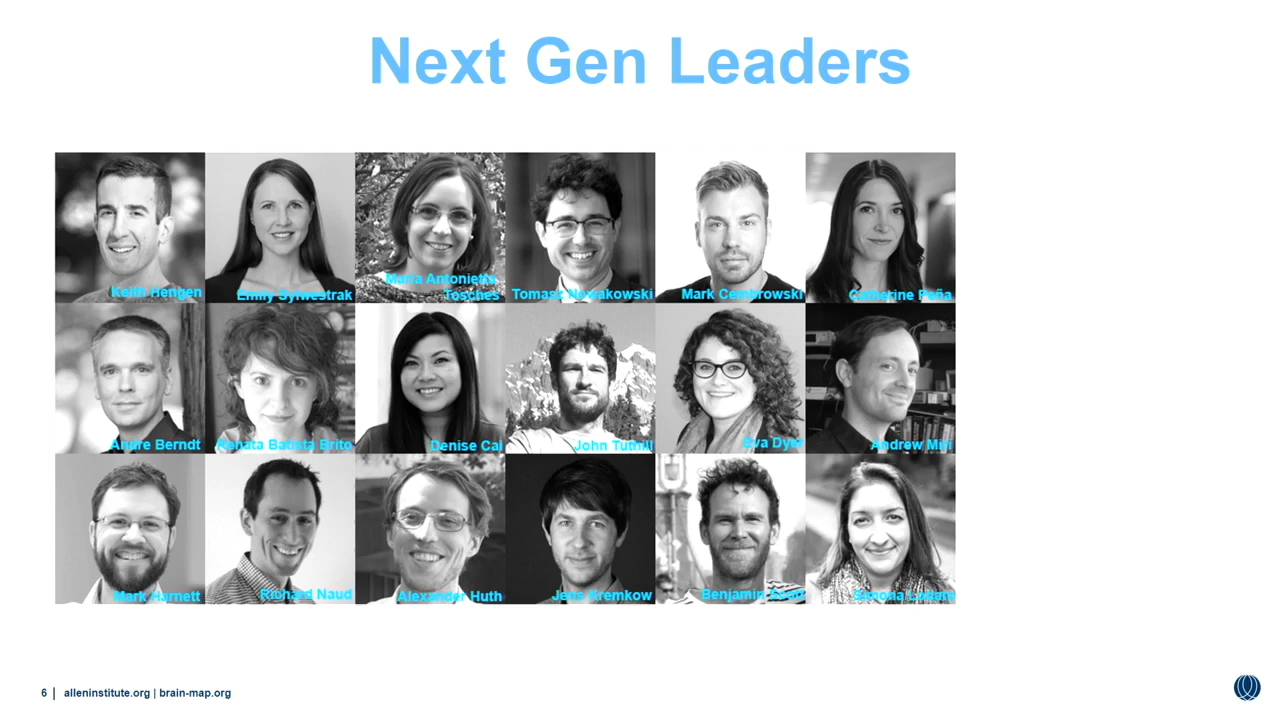 Next Gen Leaders
Keith Hengen
Emily Sylwestrak
Maria Antonietta
Tosches
Tomasz Nowakowski
Mark Cembrowski
Catherine Peña
Andre Berndt
Renata Batista Brito
Denise Cai
John Tuthill
Eva Dyer
Andrew Miri
Mark Harnett
Richard Naud
Alexander Huth
Jens Kremkow
Benjamin Scott
Simona Lodato
6 | alleninstitute.org | brain-map.org